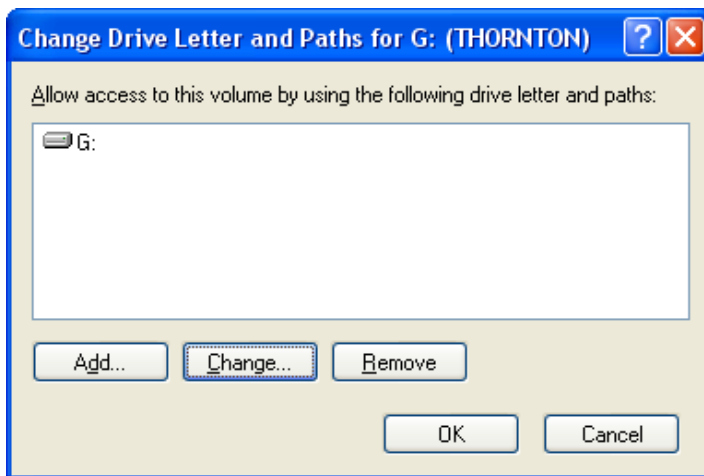 Change Drive Letter and Paths for G: (THORNTON)
Allow access to this volume by using the following drive letter and paths:
G:
Add... Change... Remove
OK Cancel